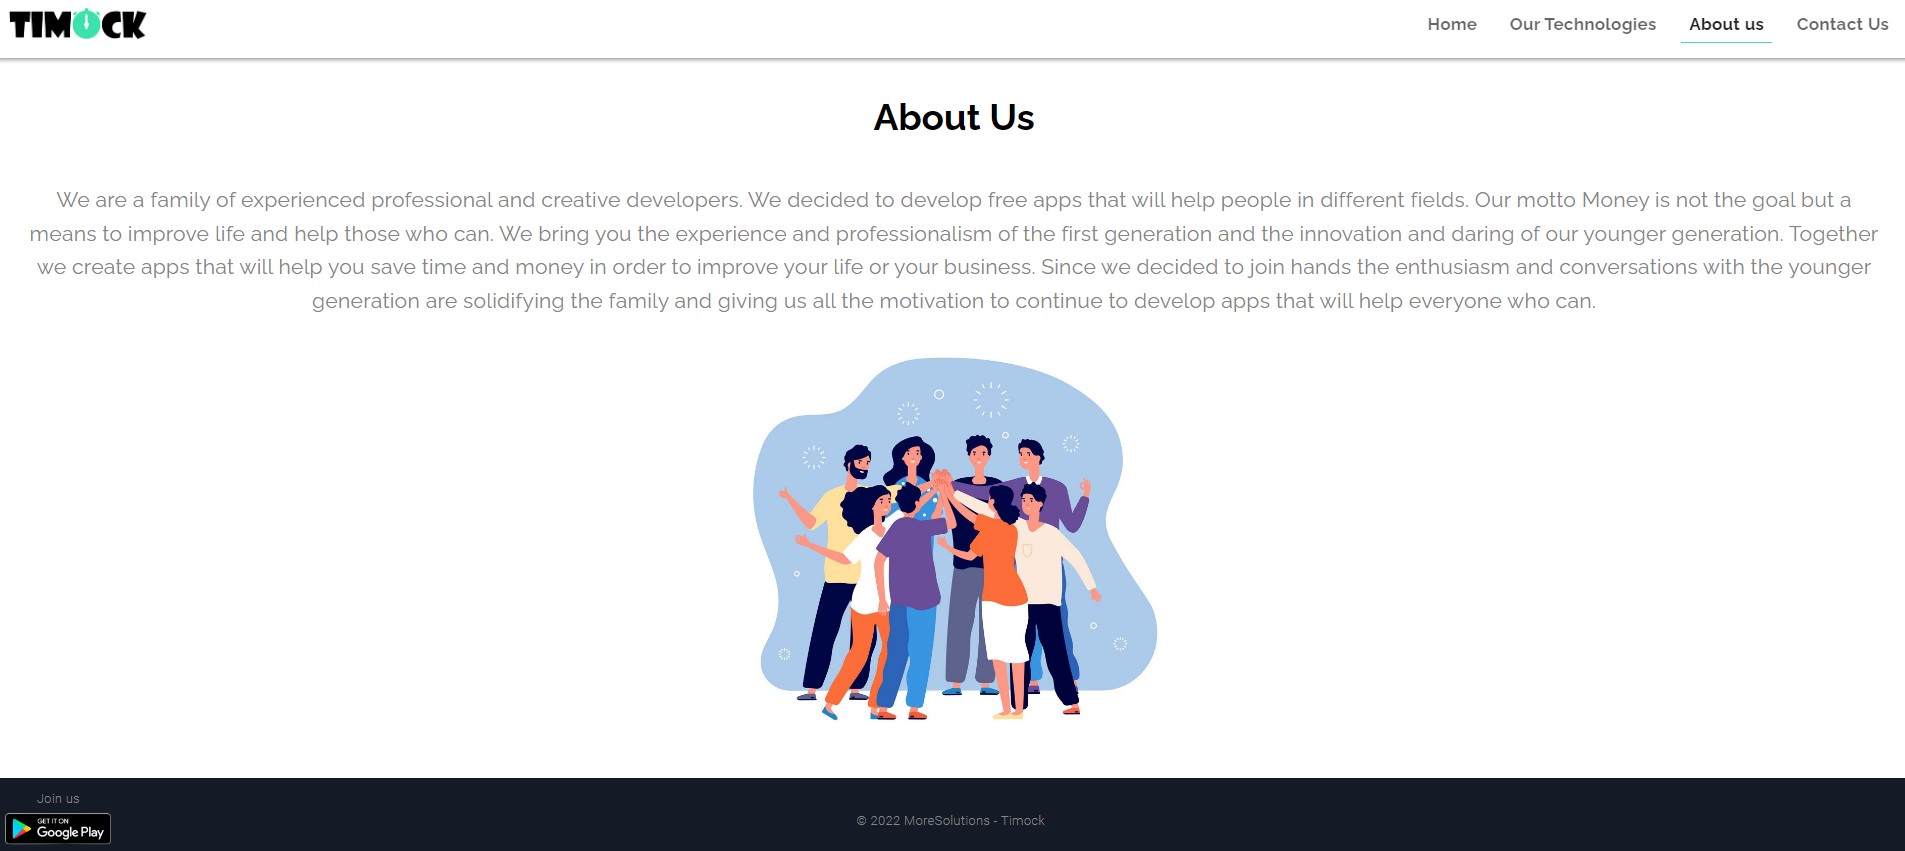 TIMOCK
Home Our Technologies About us Contact Us
About Us
We are a family of experienced professional and creative developers. We decided to develop free apps that will help people in different fields. Our motto Money is not the goal but a
means to improve life and help those who can. We bring you the experience and professionalism of the first generation and the innovation and daring of our younger generation. Together
we create apps that will help you save time and money in order to improve your life or your business. Since we decided to join hands the enthusiasm and conversations with the younger
generation are solidifying the family and giving us all the motivation to continue to develop apps that will help everyone who can.
Join us
GET IT ON
Google Play
© 2022 MoreSolutions - Timock